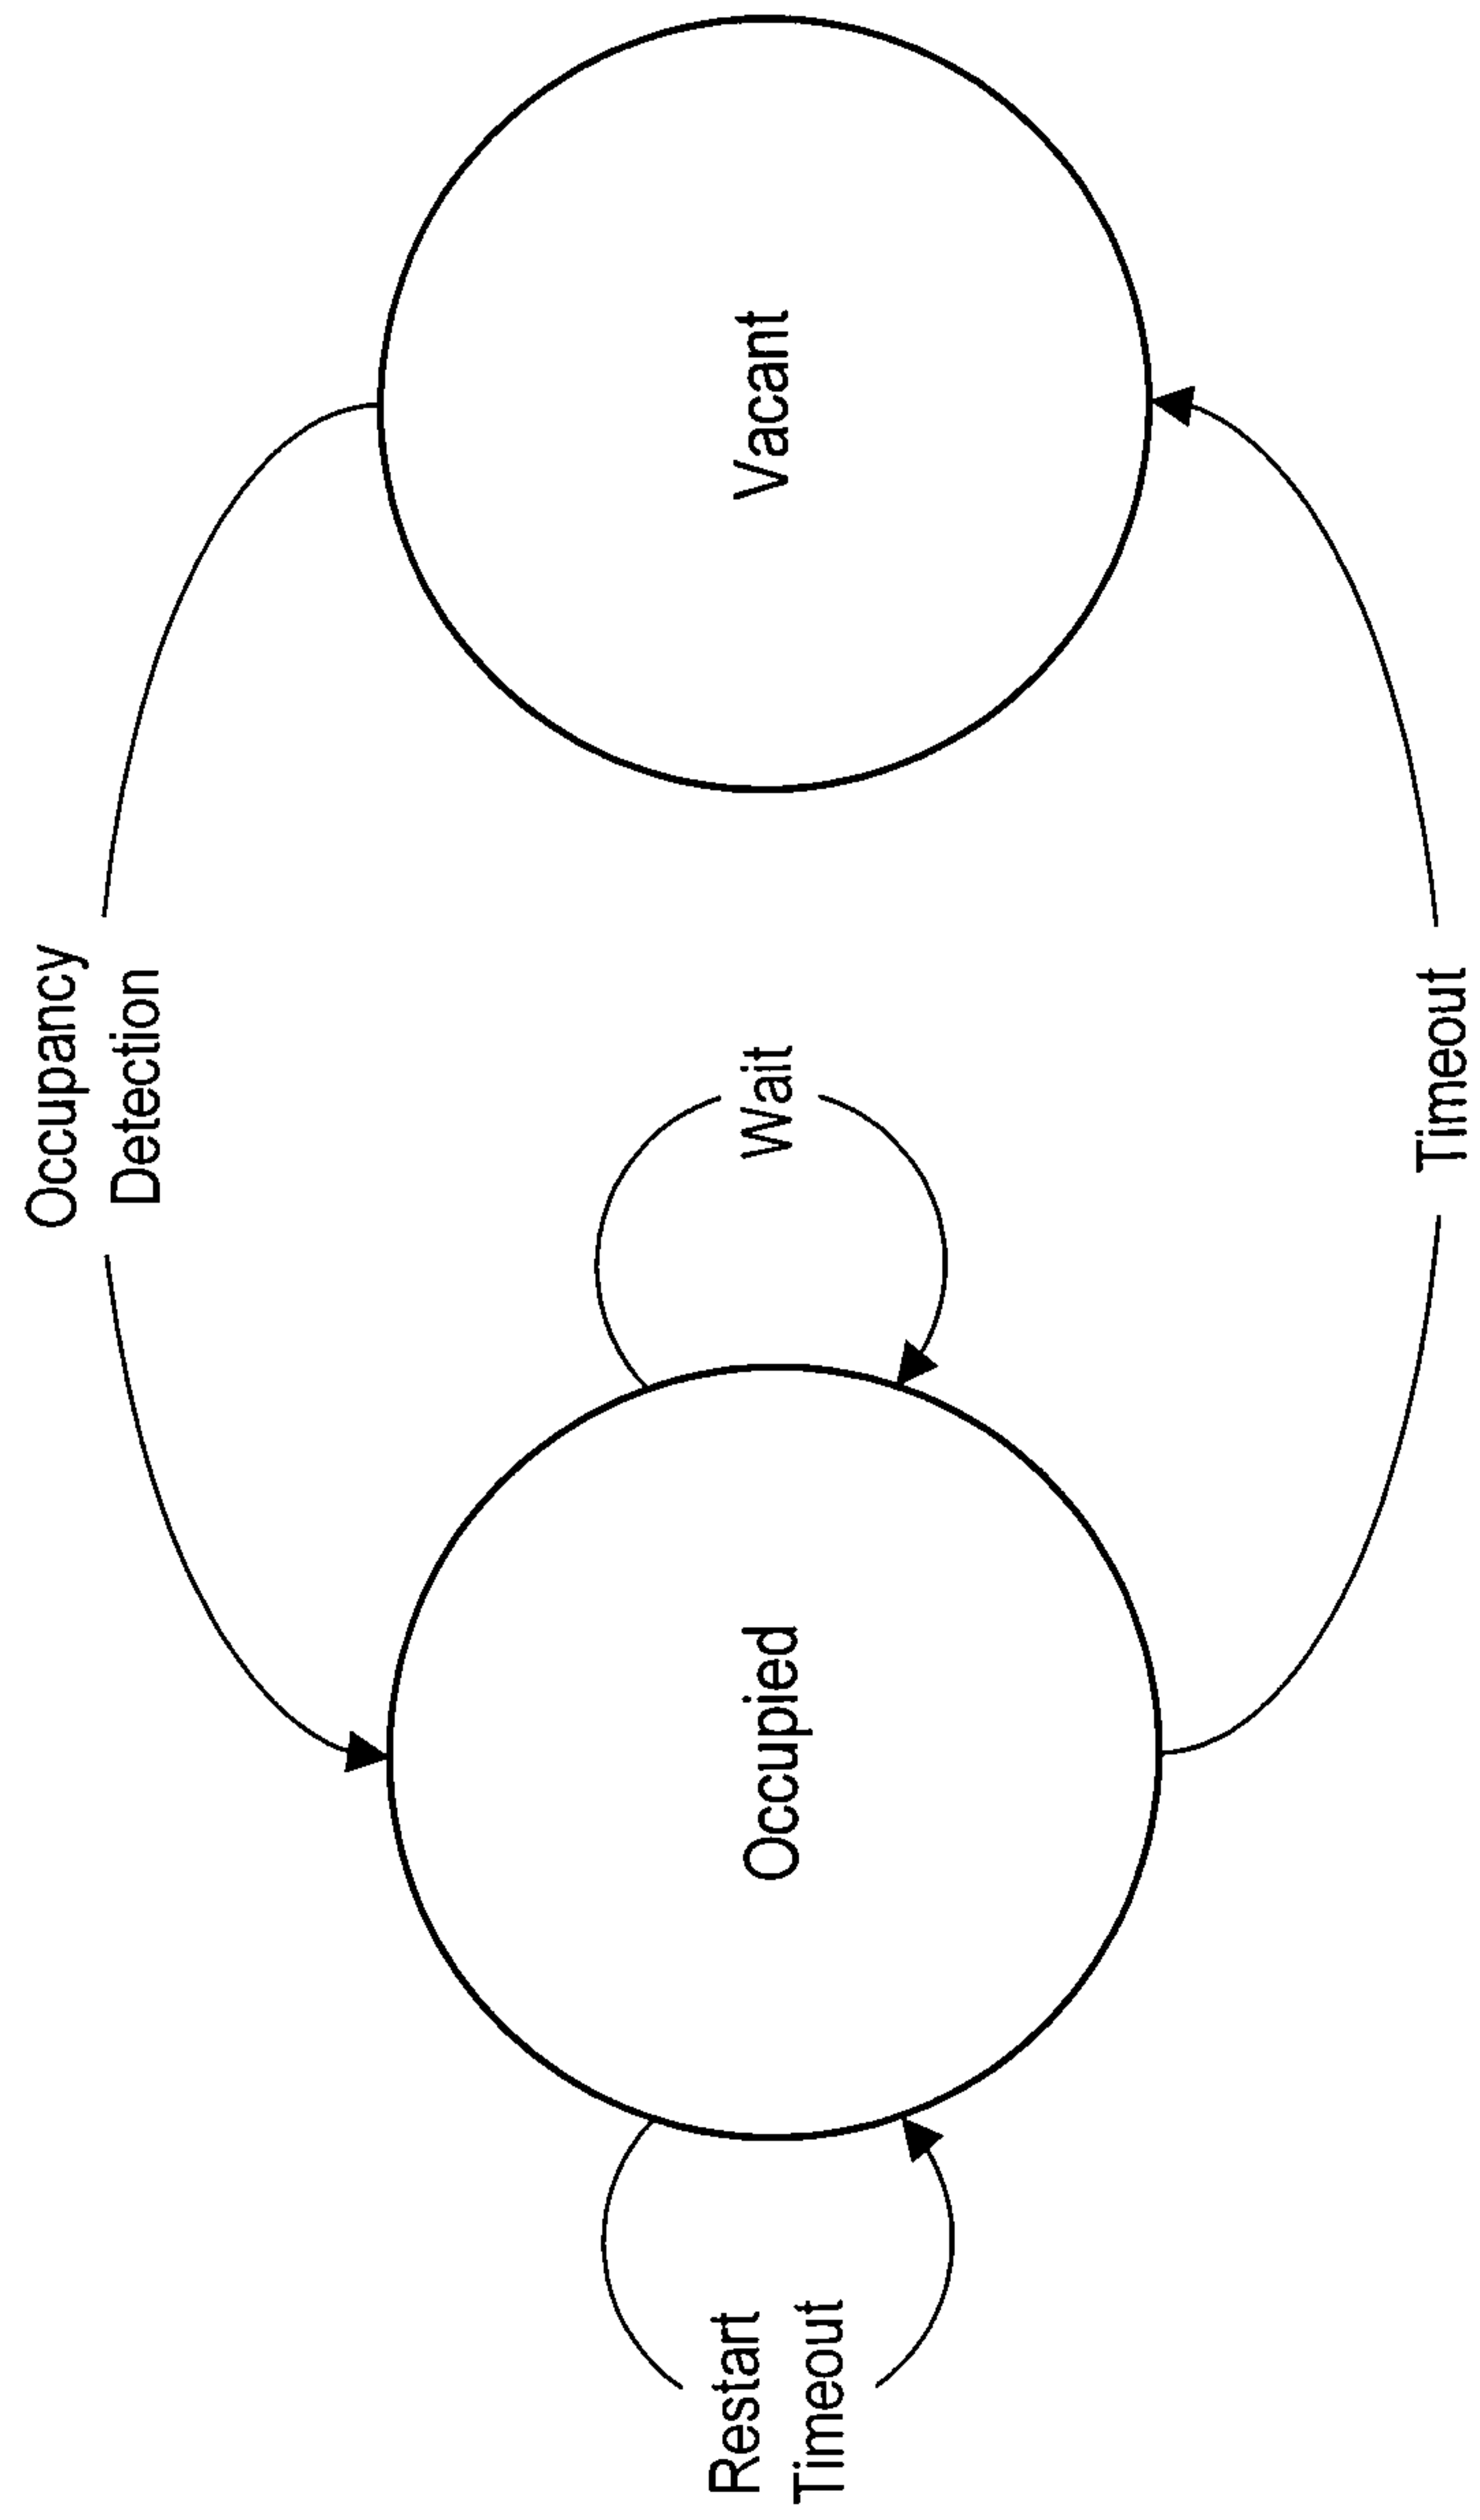 Occupancy
Detection
Restart
Timeout
Occupied
Wait
Vacant
Timeout